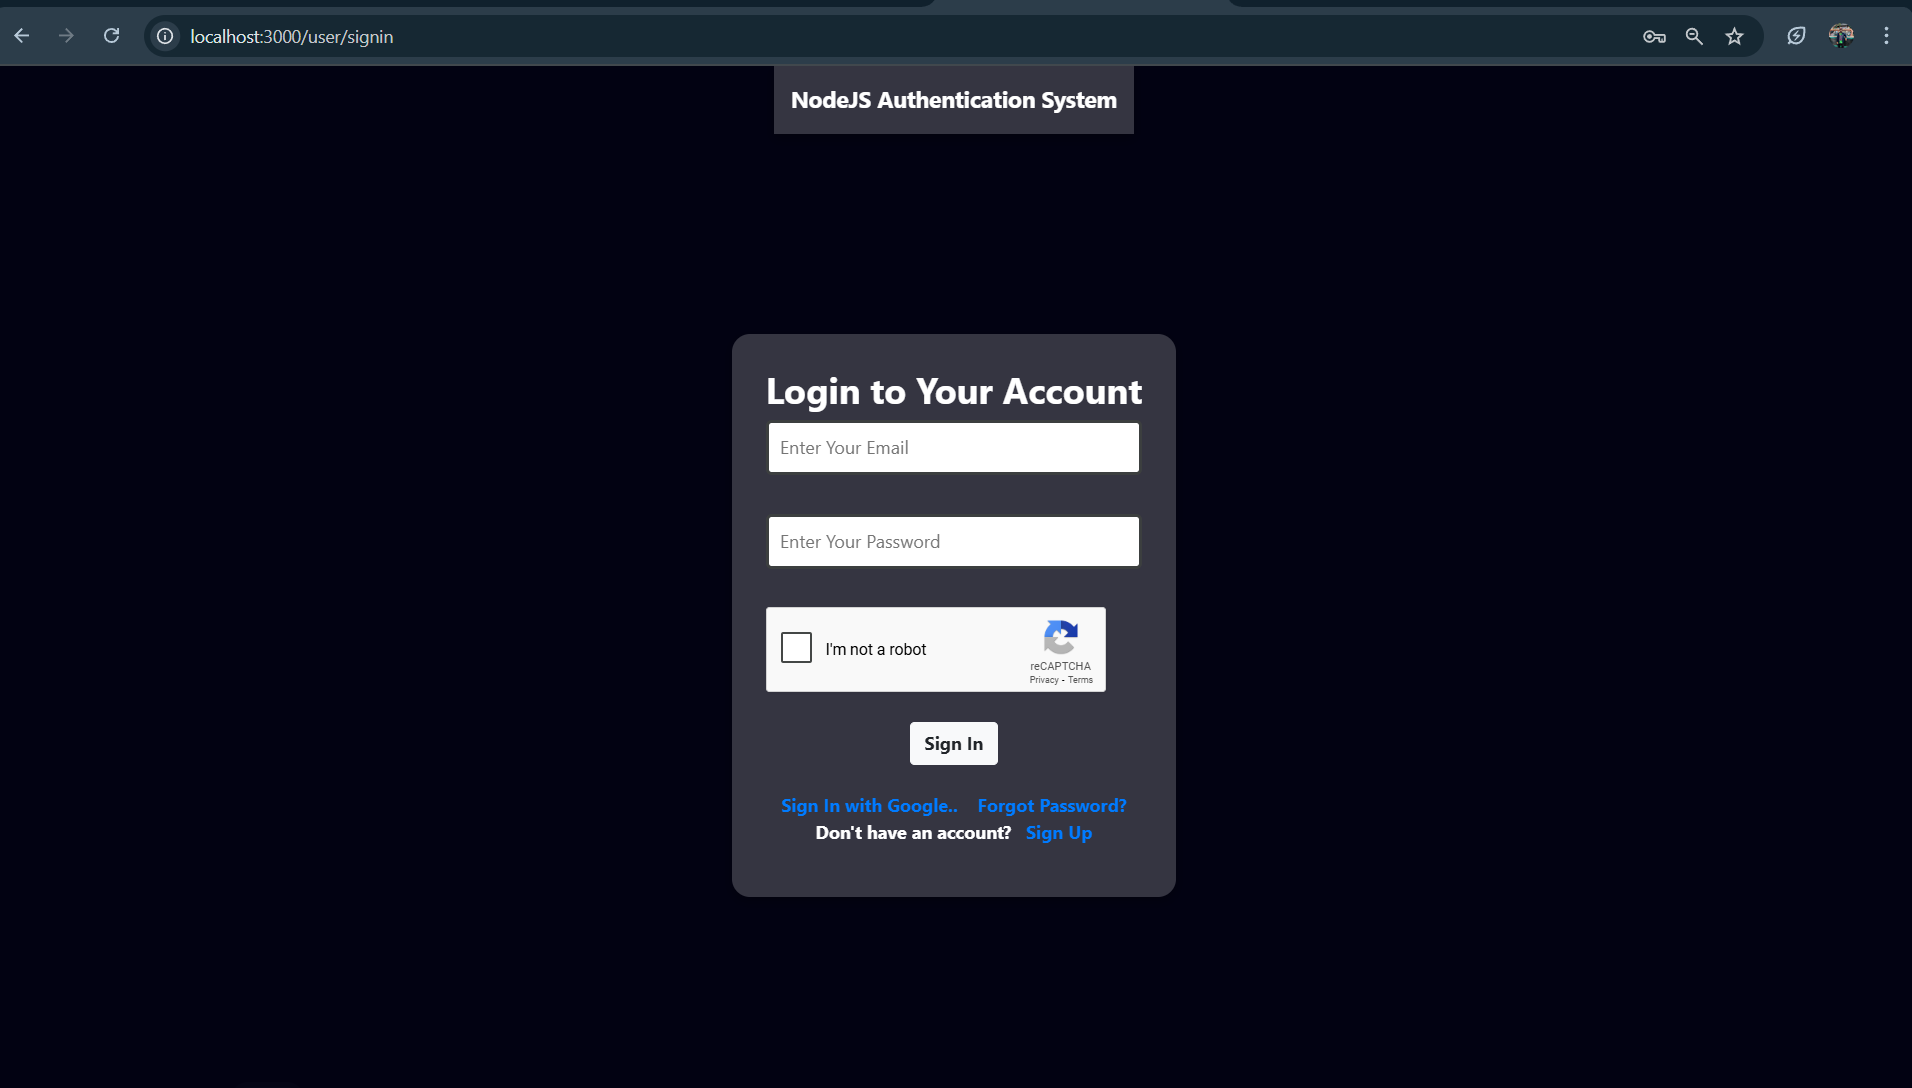 localhost:3000/user/signin
NodeJS Authentication System
Login to Your Account
Enter Your Email
Enter Your Password
I'm not a robot
reCAPTCHA
Privacy - Terms
Sign In
Sign In with Google.. Forgot Password?
Don't have an account? Sign Up